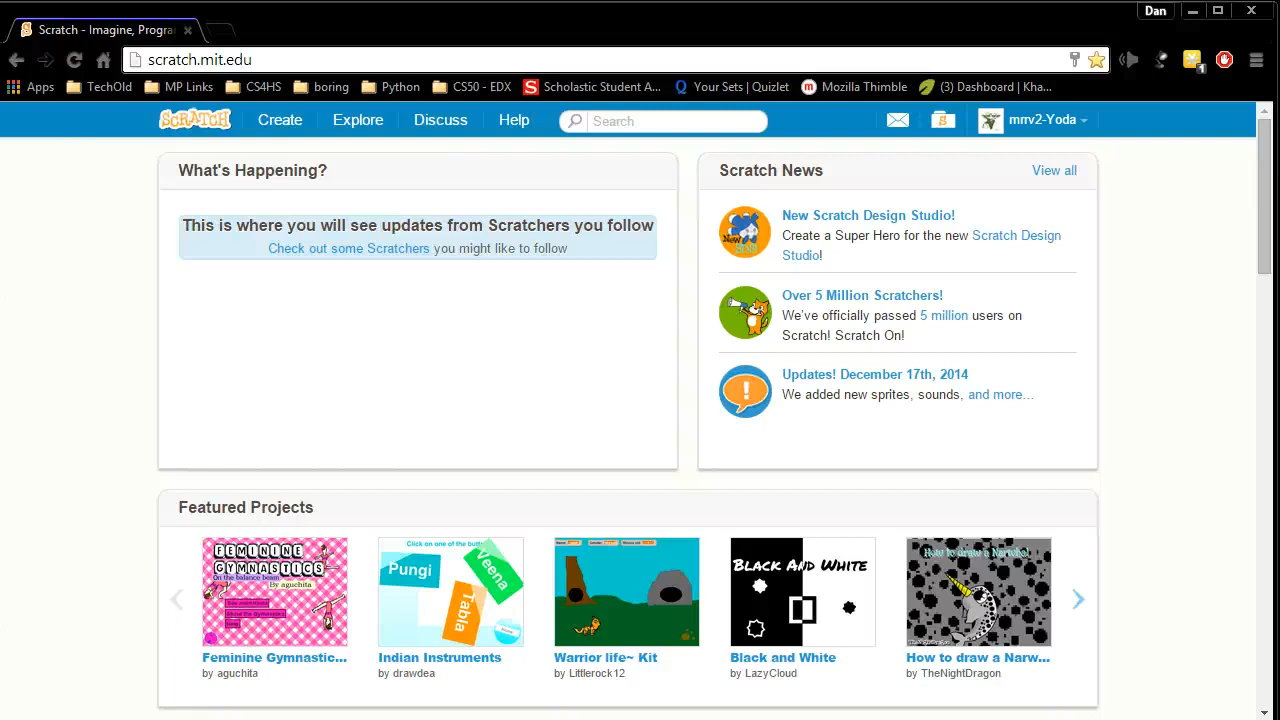 Dan
Scratch - Imagine, Progra
scratch.mit.edu
Apps TechOld MP Links CS4HS boring Python CS50 - EDX Scholastic Student A... Your Sets | Quizlet Mozilla Thimble (3) Dashboard | Kha...
SCRATCH Create Explore Discuss Help Search mrrv2-Yoda
What's Happening?
This is where you will see updates from Scratchers you follow
Check out some Scratchers you might like to follow
Scratch News View all
New Scratch Design Studio!
Create a Super Hero for the new Scratch Design
Studio!
Over 5 Million Scratchers!
We've officially passed 5 million users on
Scratch! Scratch On!
Updates! December 17th, 2014
We added new sprites, sounds, and more...
Featured Projects
FEMININE
GYMNASTICS
On the balance beam
By aguchita
Click on one of the butt
Pungi
Veena
Tabla
BLACK AND WHITE
How to draw a Narwhal
Feminine Gymnastic... Indian Instruments Warrior life~ Kit Black and White How to draw a Narw...
by aguchita by drawdea by Littlerock12 by LazyCloud by TheNightDragon